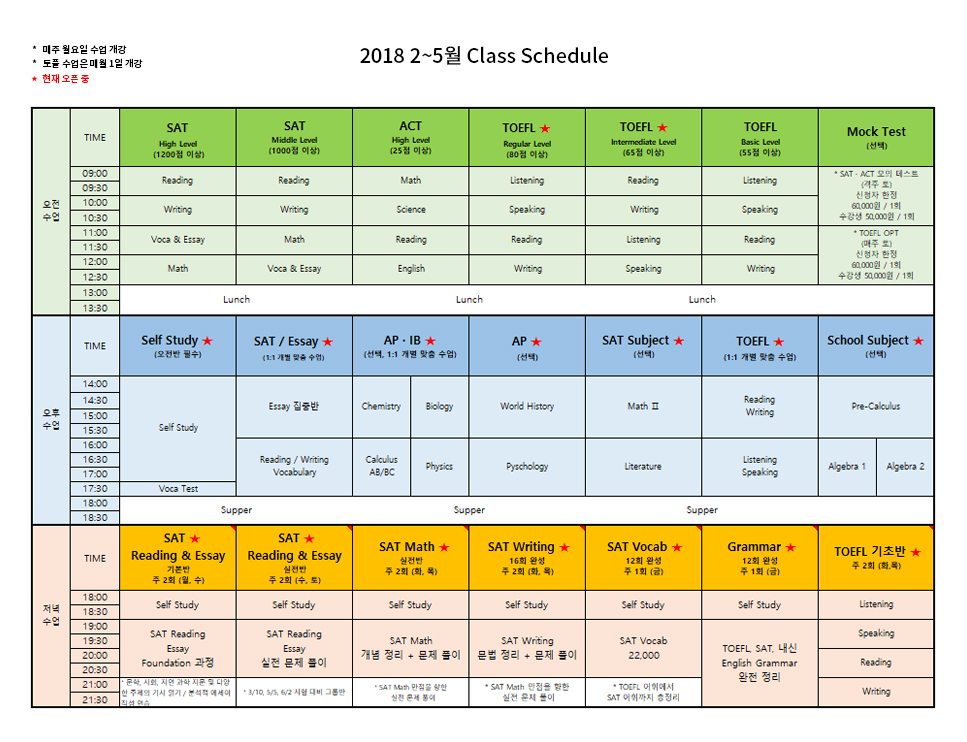 * 매주 월요일 수업 개강
* 토플 수업은 매월 1일 개강
★ 현재 오픈 중
2018 2~5월 Class Schedule
오전
수업
TIME
SAT
High Level
(1200점 이상)
SAT
Middle Level
(1000점 이상)
ACT
High Level
(25점 이상)
TOEFL ★
Regular Level
(80점 이상)
TOEFL ★
Intermediate Level
(65점 이상)
TOEFL
Basic Level
(55점 이상)
Mock Test
(선택)
09:00
09:30
Reading
Reading
Math
Listening
Reading
Listening
* SAT · ACT 모의 테스트
(격주 토)
신청자 한정
60,000원 / 1회
수강생 50,000원 / 1회
10:00
10:30
Writing
Writing
Science
Speaking
Writing
Speaking
11:00
11:30
Voca & Essay
Math
Reading
Reading
Listening
Reading
* TOEFL OPT
(매주 토)
신청자 한정
60,000원 / 1회
수강생 50,000원 / 1회
12:00
12:30
Math
Voca & Essay
English
Writing
Speaking
Writing
13:00
13:30
Lunch
Lunch
Lunch
오후
수업
TIME
Self Study ★
(오전반 필수)
SAT / Essay ★
(1:1 개별 맞춤 수업)
AP · IB ★
(선택, 1:1 개별 맞춤 수업)
AP ★
(선택)
SAT Subject ★
(선택)
TOEFL ★
(1:1 개별 맞춤 수업)
School Subject ★
(선택)
14:00
14:30
15:00
15:30
Self Study
Essay 집중반
Chemistry
Biology
World History
Math Ⅱ
Reading
Writing
Pre-Calculus
16:00
16:30
17:00
17:30
Voca Test
Reading / Writing
Vocabulary
Calculus
AB/BC
Physics
Pyschology
Literature
Listening
Speaking
Algebra 1
Algebra 2
18:00
18:30
Supper
Supper
Supper
저녁
수업
TIME
SAT ★
Reading & Essay
기본반
주 2회 (월, 수)
SAT ★
Reading & Essay
실전반
주 2회 (수, 토)
SAT Math ★
실전반
주 2회 (화, 목)
SAT Writing ★
16회 완성
주 2회 (화, 목)
SAT Vocab ★
12회 완성
주 1회 (금)
Grammar ★
12회 완성
주 1회 (금)
TOEFL 기초반 ★
주 2회 (화,목)
18:00
18:30
Self Study
Self Study
Self Study
Self Study
Self Study
Self Study
Listening
19:00
19:30
20:00
20:30
SAT Reading
Essay
Foundation 과정
SAT Reading
Essay
실전 문제 풀이
SAT Math
개념 정리 + 문제 풀이
SAT Writing
문법 정리 + 문제 풀이
SAT Vocab
22,000
TOEFL, SAT, 내신
English Grammar
완전 정리
Speaking
Reading
21:00
21:30
* 문학, 사회, 자연 과학 지문 및 다양
한 주제의 기사 읽기 / 분석적 에세이
작성 연습
* 3/10, 5/5, 6/2 시험 대비 그룹반
* SAT Math 만점을 향한
실전 문제 풀이
* SAT Math 만점을 향한
실전 문제 풀이
* TOEFL 어휘에서
SAT 어휘까지 총정리
Writing